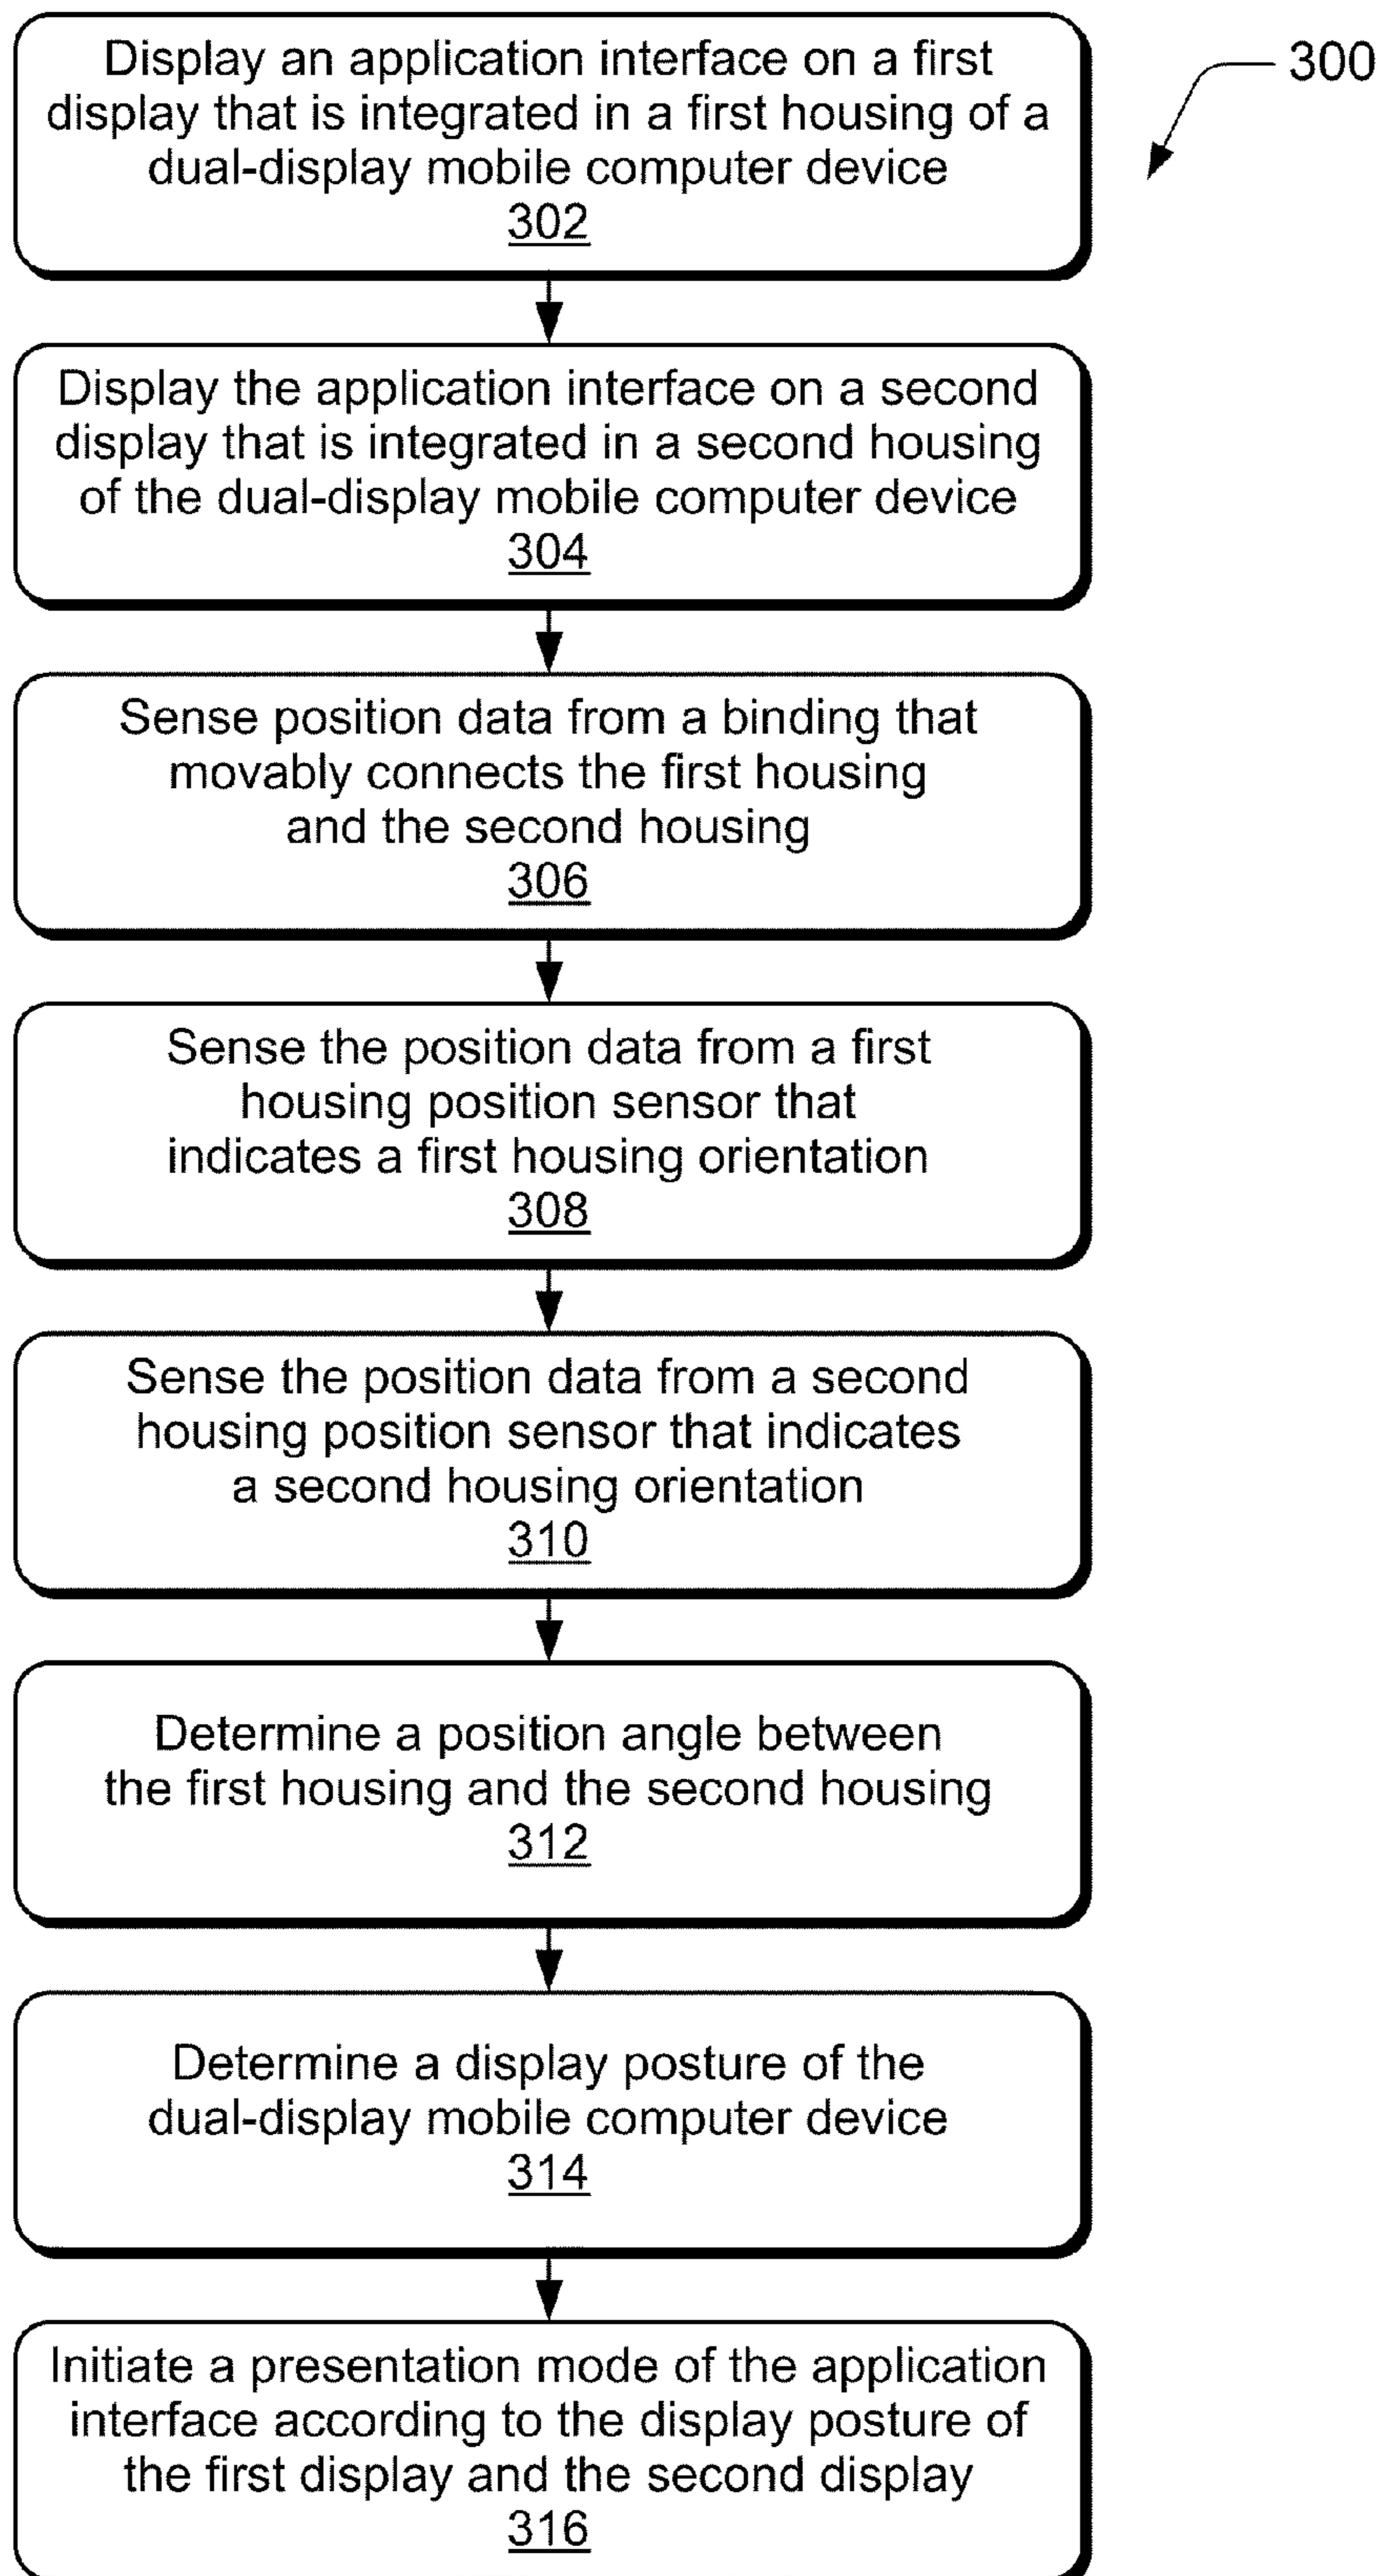 Display an application interface on a first
display that is integrated in a first housing of a
dual-display mobile computer device
302
300
Display the application interface on a second
display that is integrated in a second housing
of the dual-display mobile computer device
304
Sense position data from a binding that
movably connects the first housing
and the second housing
306
Sense the position data from a first
housing position sensor that
indicates a first housing orientation
308
Sense the position data from a second
housing position sensor that indicates
a second housing orientation
310
Determine a position angle between
the first housing and the second housing
312
Determine a display posture of the
dual-display mobile computer device
314
Initiate a presentation mode of the application
interface according to the display posture of
the first display and the second display
316